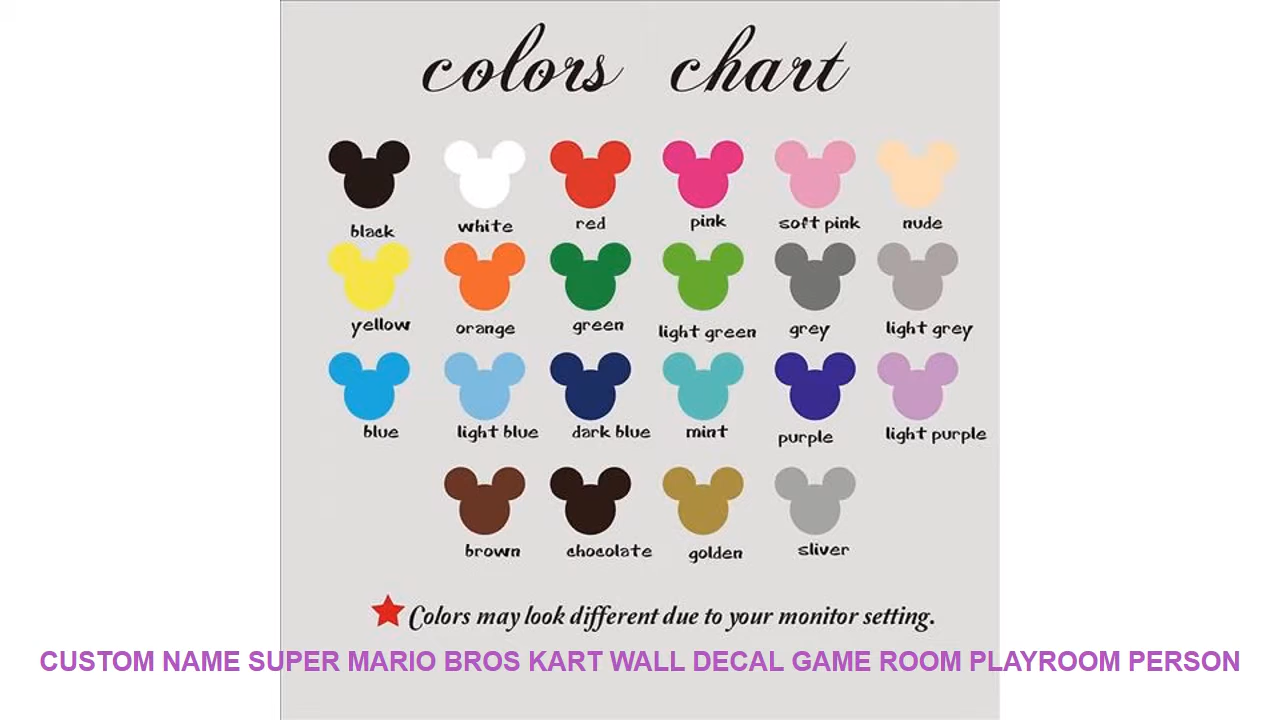 colors chart
black white red pink soft pink nude
yellow orange green light green grey light grey
blue light blue dark blue mint purple light purple
brown chocolate golden sliver
Colors may look different due to your monitor setting.
CUSTOM NAME SUPER MARIO BROS KART WALL DECAL GAME ROOM PLAYROOM PERSON